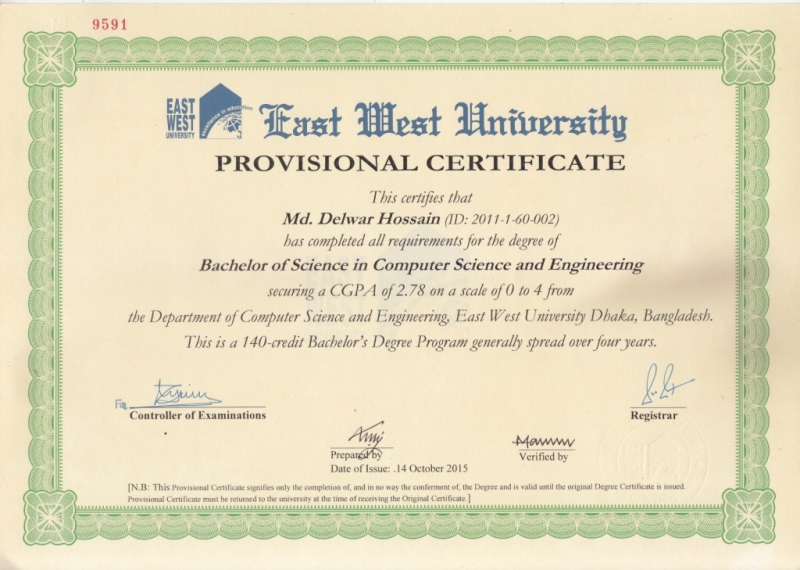 9591
EAST
WEST
UNIVERSITY
excellence in education
East West University
PROVISIONAL CERTIFICATE
This certifies that
Md. Delwar Hossain (ID: 2011-1-60-002)
has completed all requirements for the degree of
Bachelor of Science in Computer Science and Engineering
securing a CGPA of 2.78 on a scale of 0 to 4 from
the Department of Computer Science and Engineering, East West University Dhaka, Bangladesh.
This is a 140-credit Bachelor's Degree Program generally spread over four years.
Controller of Examinations
Registrar
Prepared by
Verified by
Date of Issue: .14 October 2015
[N.B: This Provisional Certificate signifies only the completion of, and in no way the conferment of, the Degree and is valid until the original Degree Certificate is issued.
Provisional Certificate must be returned to the university at the time of receiving the Original Certificate.]